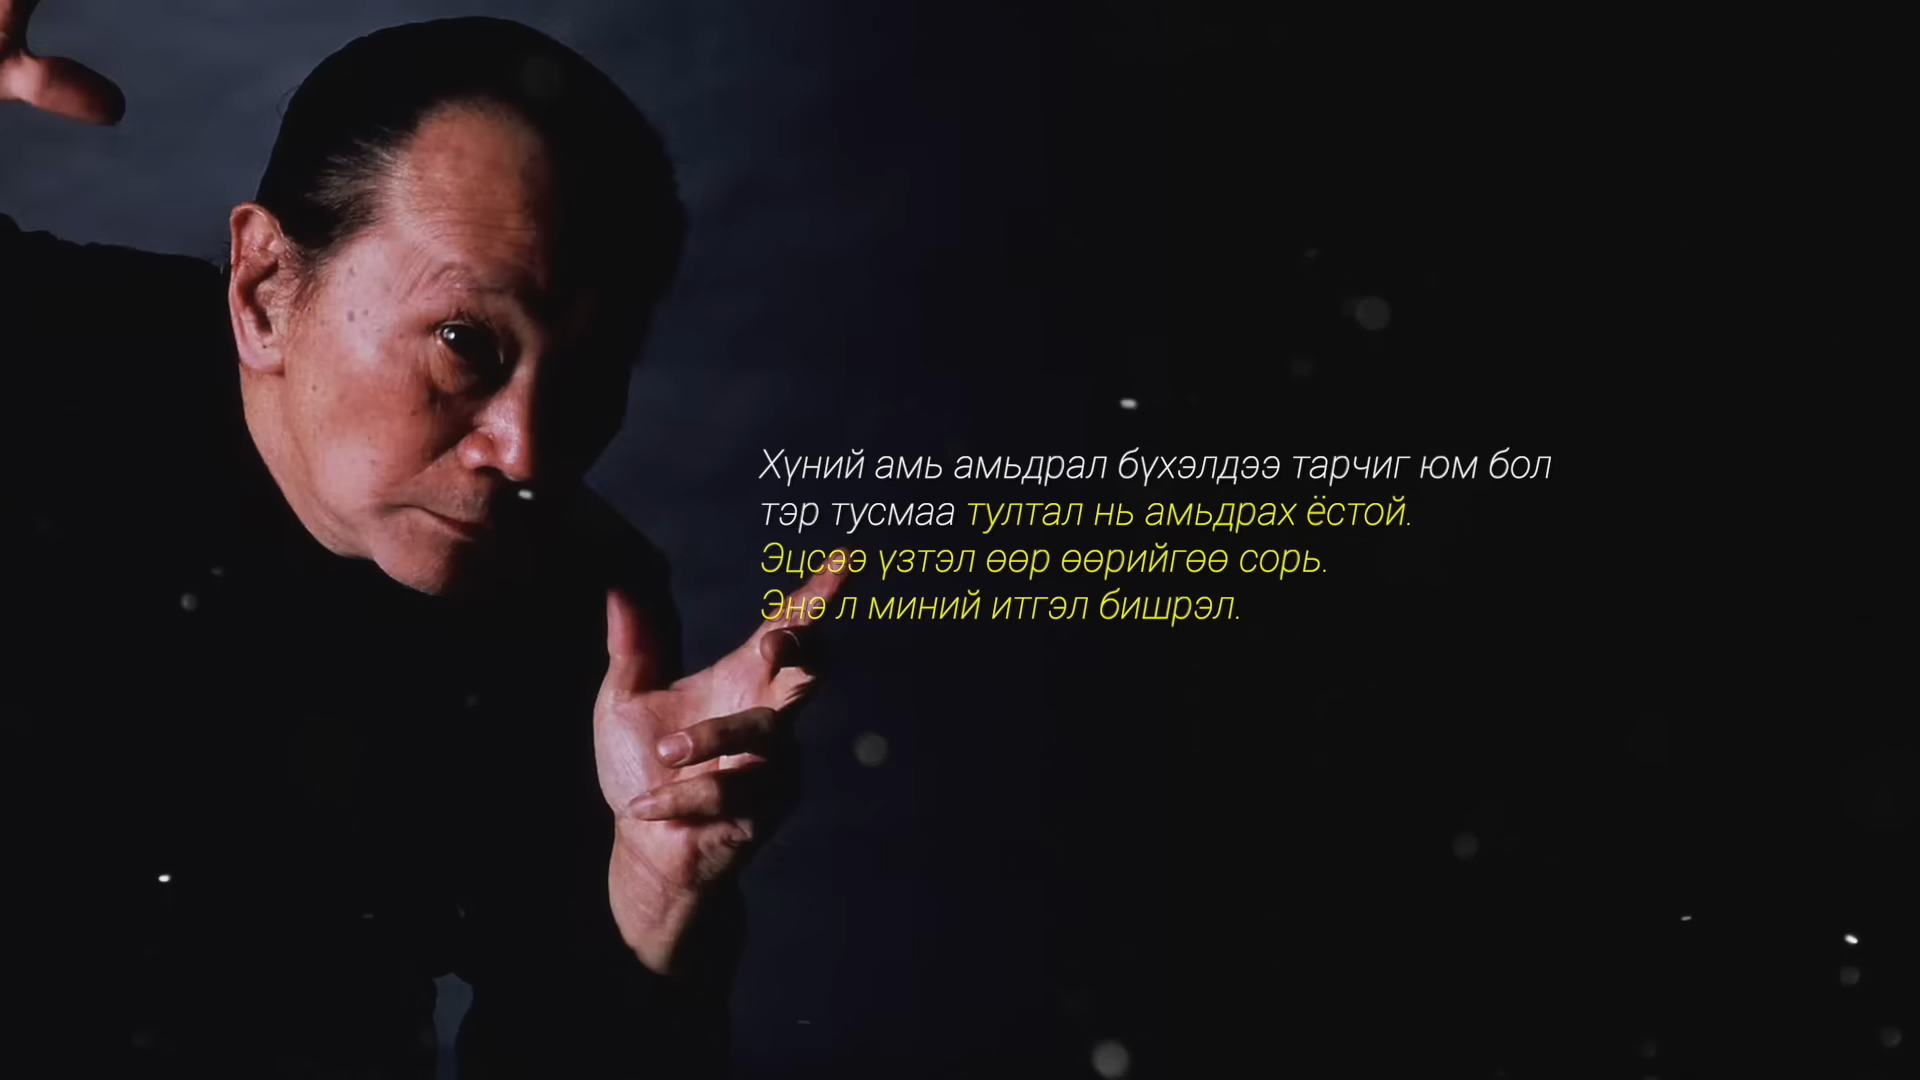 Хүний амь амьдрал бүхэлдээ тарчиг юм бол
тэр тусмаа тултал нь амьдрах ёстой.
Эцсээ үзтэл өөр өөрийгөө сорь.
Энэ л миний итгэл бишрэл.